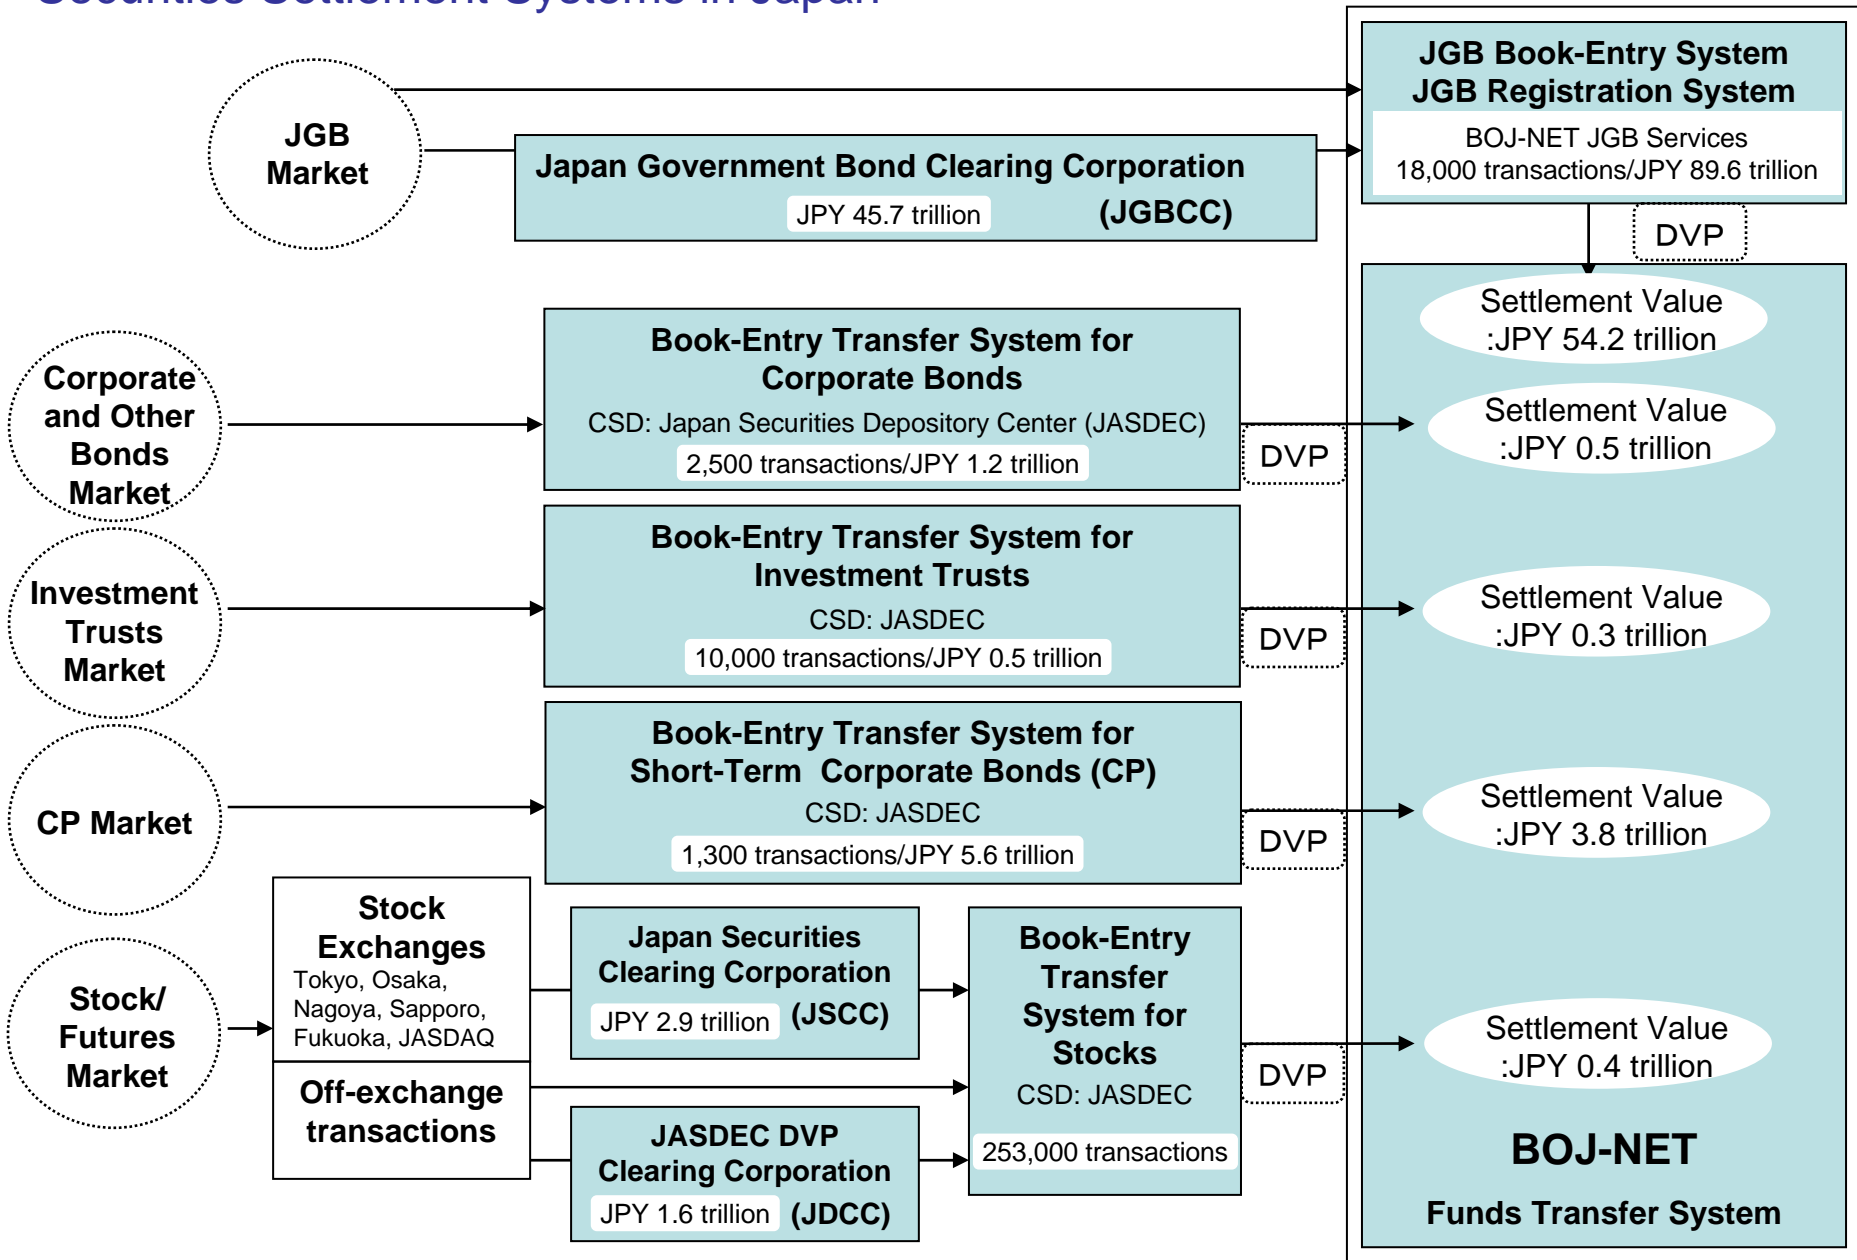 Securities Settlement Systems in Japan
JGB
Market
Japan Government Bond Clearing Corporation
JPY 45.7 trillion
(JGBCC)
JGB Book-Entry System
JGB Registration System
BOJ-NET JGB Services
18,000 transactions/JPY 89.6 trillion
DVP
Settlement Value
:JPY 54.2 trillion
Corporate
and Other
Bonds
Market
Book-Entry Transfer System for
Corporate Bonds
CSD: Japan Securities Depository Center (JASDEC)
2,500 transactions/JPY 1.2 trillion
DVP
Settlement Value
:JPY 0.5 trillion
Investment
Trusts
Market
Book-Entry Transfer System for
Investment Trusts
CSD: JASDEC
10,000 transactions/JPY 0.5 trillion
DVP
Settlement Value
:JPY 0.3 trillion
CP Market
Book-Entry Transfer System for
Short-Term Corporate Bonds (CP)
CSD: JASDEC
1,300 transactions/JPY 5.6 trillion
DVP
Settlement Value
:JPY 3.8 trillion
Stock/
Futures
Market
Stock
Exchanges
Tokyo, Osaka,
Nagoya, Sapporo,
Fukuoka, JASDAQ
Off-exchange
transactions
Japan Securities
Clearing Corporation
JPY 2.9 trillion (JSCC)
JASDEC DVP
Clearing Corporation
JPY 1.6 trillion (JDCC)
Book-Entry
Transfer
System for
Stocks
CSD: JASDEC
253,000 transactions
DVP
Settlement Value
:JPY 0.4 trillion
BOJ-NET
Funds Transfer System